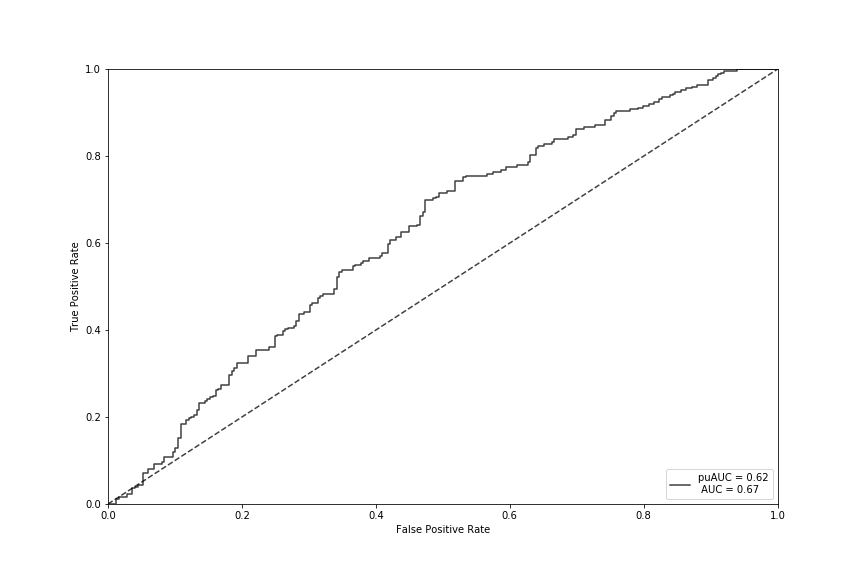 1.0
0.8
0.6
0.4
0.2
0.0
True Positive Rate
puAUC = 0.62
AUC = 0.67
0.0 0.2 0.4 0.6 0.8 1.0
False Positive Rate